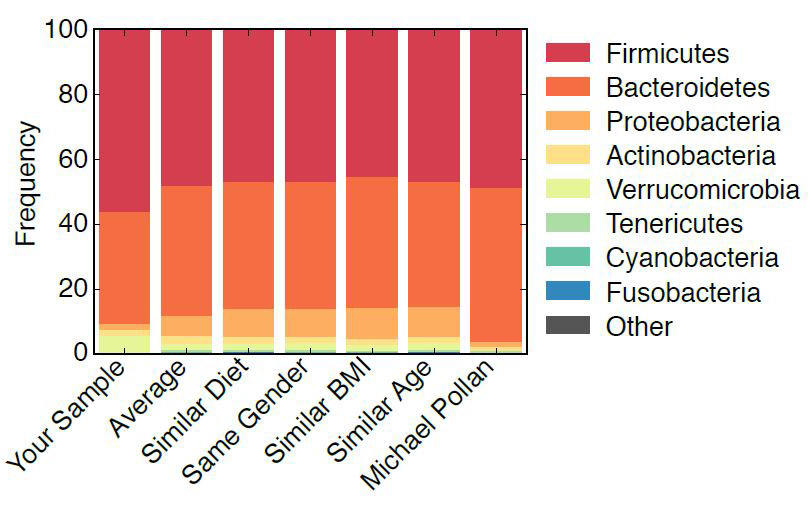 100
80
60
40
20
0
Frequency
Your Sample
Average
Similar Diet
Same Gender
Similar BMI
Similar Age
Michael Pollan
Firmicutes
Bacteroidetes
Proteobacteria
Actinobacteria
Verrucomicrobia
Tenericutes
Cyanobacteria
Fusobacteria
Other